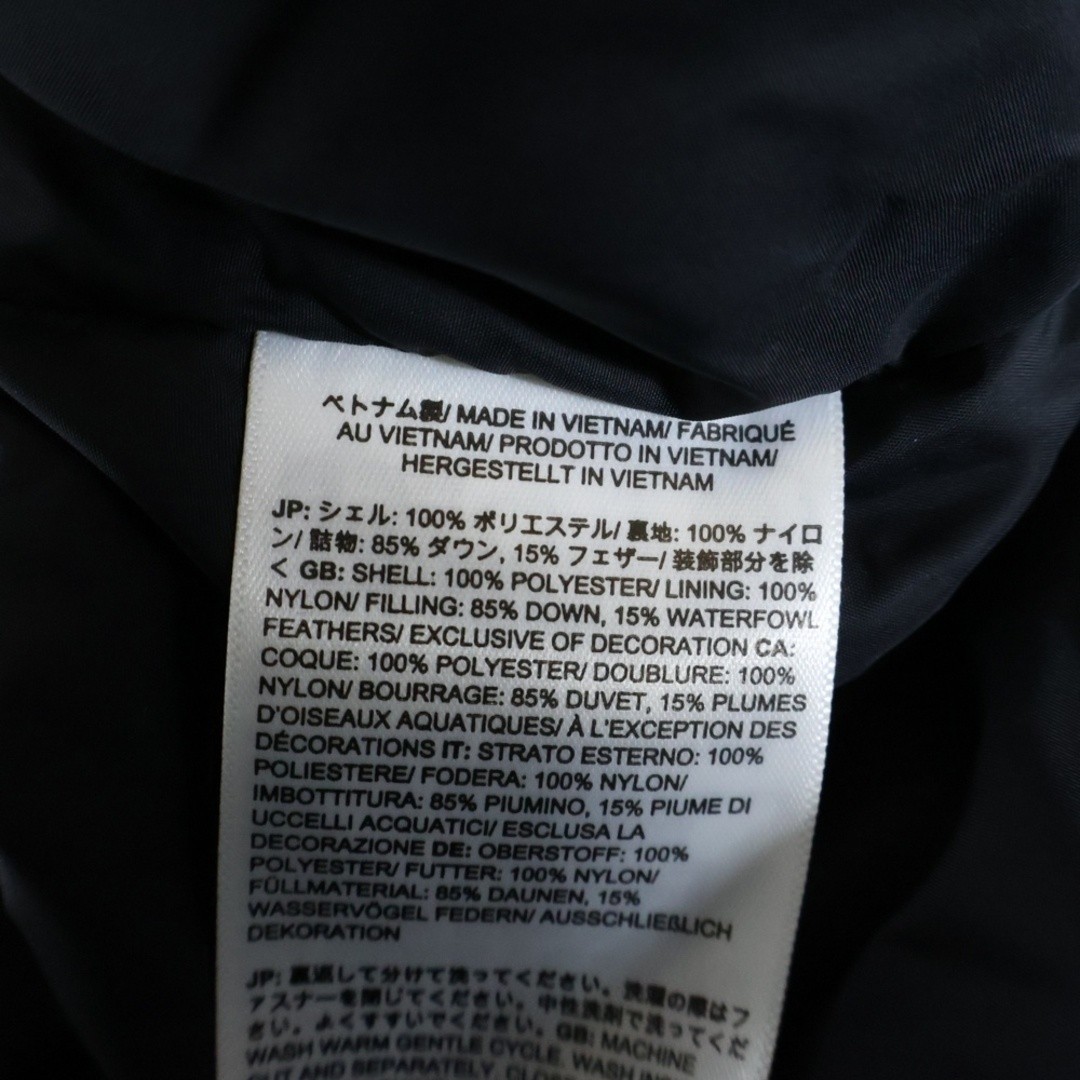 ベトナム製/ MADE IN VIETNAM/ FABRIQUÉ
AU VIETNAM/ PRODOTTO IN VIETNAM/
HERGESTELLT IN VIETNAM
JP: シェル: 100% ポリエステル/ 裏地: 100% ナイロ
ン/ 詰物: 85% ダウン, 15% フェザー/ 装飾部分を除
く GB: SHELL: 100% POLYESTER/ LINING: 100%
NYLON/ FILLING: 85% DOWN, 15% WATERFOWL
FEATHERS/ EXCLUSIVE OF DECORATION CA:
COQUE: 100% POLYESTER/ DOUBLURE: 100%
NYLON/ BOURRAGE: 85% DUVET, 15% PLUMES
D'OISEAUX AQUATIQUES/ À L'EXCEPTION DES
DÉCORATIONS IT: STRATO ESTERNO: 100%
POLIESTERE/ FODERA: 100% NYLON/
IMBOTTITURA: 85% PIUMINO, 15% PIUME DI
UCCELLI ACQUATICI/ ESCLUSA LA
DECORAZIONE DE: OBERSTOFF: 100%
POLYESTER/ FUTTER: 100% NYLON/
FÜLLMATERIAL: 85% DAUNEN, 15%
WASSERVÖGEL FEDERN/ AUSSCHLIEßLICH
DEKORATION
JP: 裏返して分けて洗ってください。洗濯の際はフ
ァスナーを閉じてください。中性洗剤で洗ってくだ
さい。よくすすいでください。 GB: MACHINE
WASH WARM GENTLE CYCLE. WASH INSIDE
OUT AND SEPARATELY. CLOSE